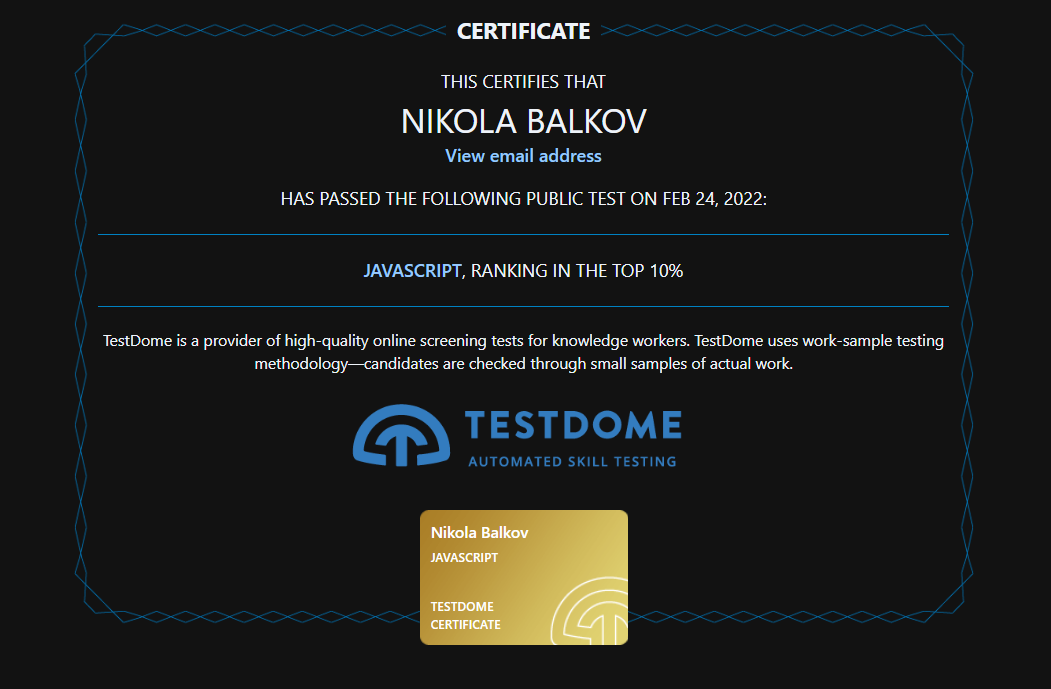 CERTIFICATE
THIS CERTIFIES THAT
NIKOLA BALKOV
View email address
HAS PASSED THE FOLLOWING PUBLIC TEST ON FEB 24, 2022:
JAVASCRIPT, RANKING IN THE TOP 10%
TestDome is a provider of high-quality online screening tests for knowledge workers. TestDome uses work-sample testing
methodology—candidates are checked through small samples of actual work.
TESTDOME
AUTOMATED SKILL TESTING
Nikola Balkov
JAVASCRIPT
TESTDOME
CERTIFICATE